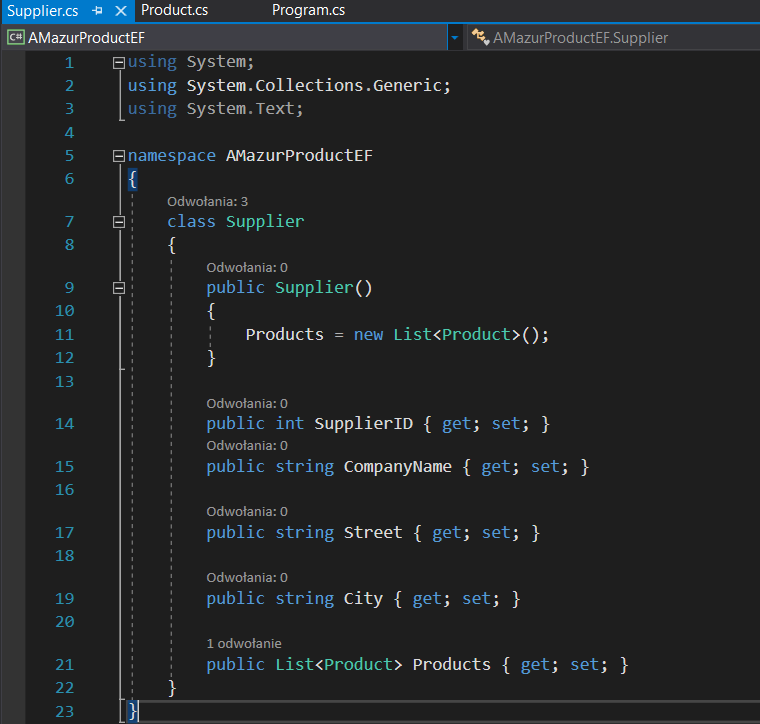 Supplier.cs Product.cs Program.cs
C# AMazurProductEF AMazurProductEF.Supplier
1 using System;
2 using System.Collections.Generic;
3 using System.Text;
4
5 namespace AMazurProductEF
6 {
Odwołania: 3
7 class Supplier
8 {
Odwołania: 0
9 public Supplier()
10 {
11 Products = new List<Product>();
12 }
13
Odwołania: 0
14 public int SupplierID { get; set; }
Odwołania: 0
15 public string CompanyName { get; set; }
16
Odwołania: 0
17 public string Street { get; set; }
18
Odwołania: 0
19 public string City { get; set; }
20
1 odwołanie
21 public List<Product> Products { get; set; }
22 }
23 }